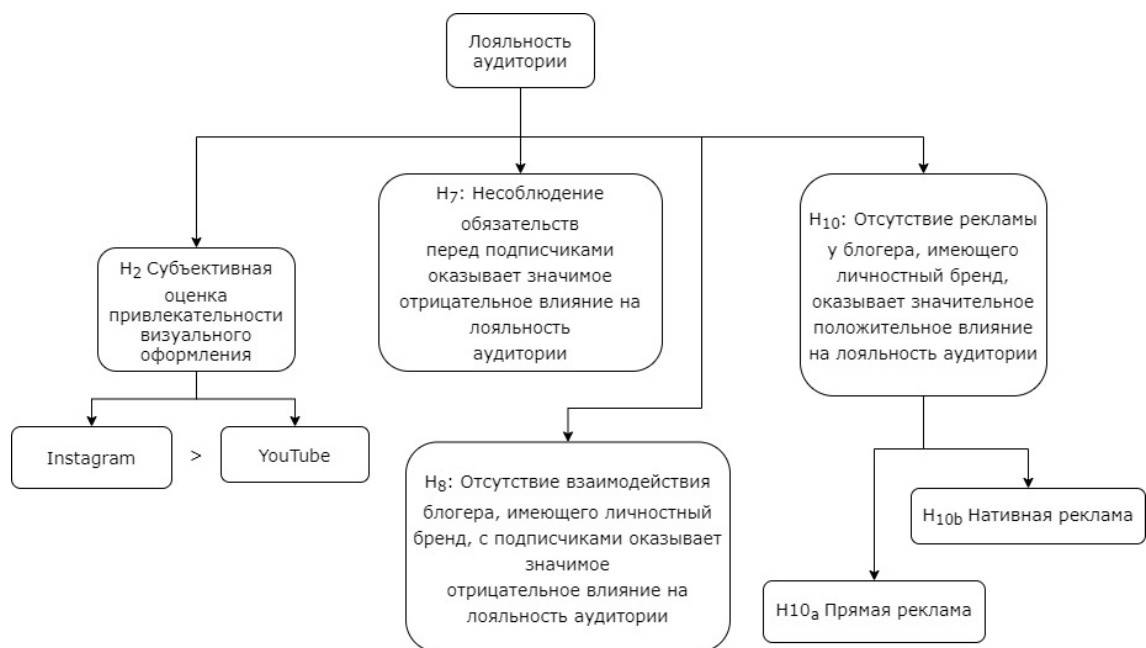 Лояльность
аудитории
H2 Субъективная
оценка
привлекательности
визуального
оформления
Instagram
>
YouTube
H7: Несоблюдение
обязательств
перед подписчиками
оказывает значимое
отрицательное влияние на
лояльность
аудитории
H8: Отсутствие взаимодействия
блогера, имеющего личностный
бренд, с подписчиками оказывает
значимое
отрицательное влияние на
лояльность аудитории
H10: Отсутствие рекламы
у блогера, имеющего
личностный бренд,
оказывает значительное
положительное влияние
на лояльность аудитории
H10b Нативная реклама
H10a Прямая реклама